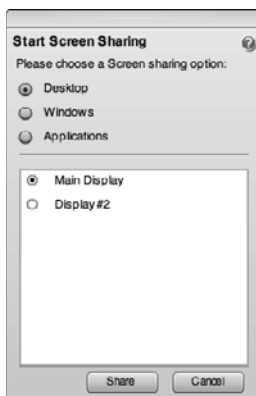 Start Screen Sharing
Please choose a Screen sharing option:
Desktop
Windows
Applications
Main Display
Display #2
Share
Cancel